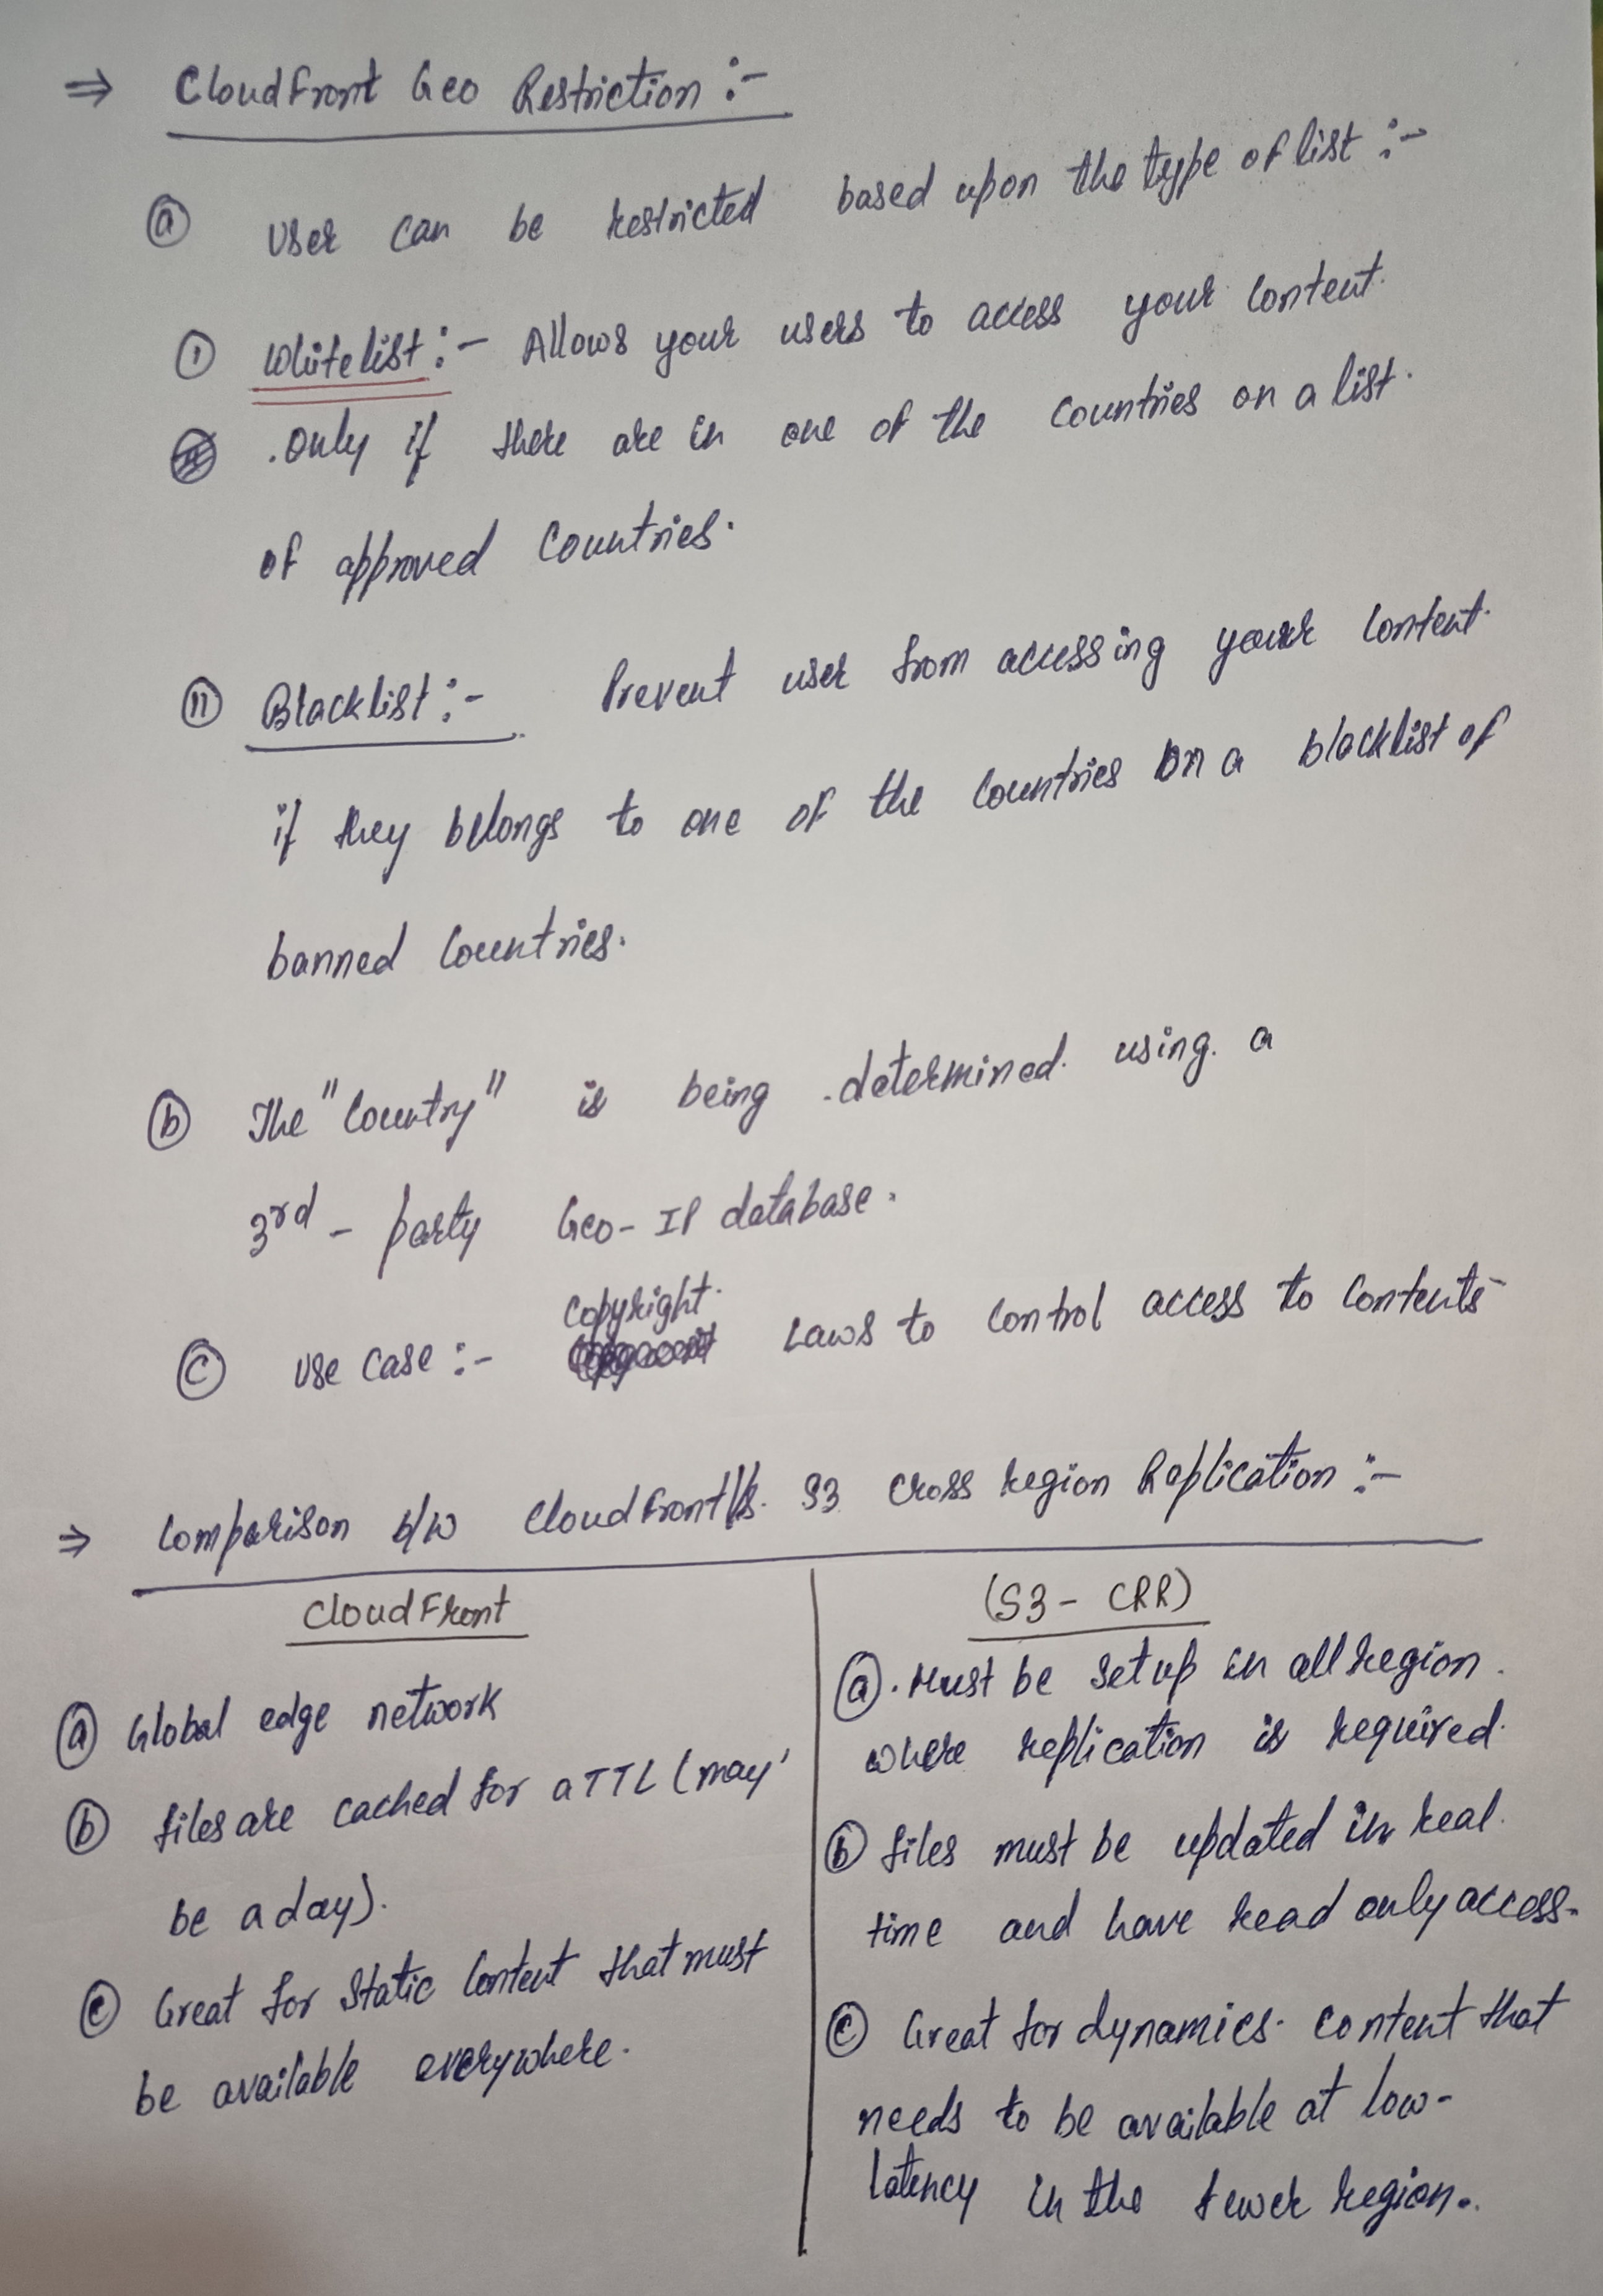 ⇒ CloudFront Geo Restriction :-
(a) User can be restricted based upon the type of list :-
(i) Whitelist :- Allows your users to access your content.
only if there are in one of the countries on a list.
of approved countries.
(ii) Blacklist :- Prevent user from accessing your content
if they belongs to one of the countries on a blacklist of
banned countries.
(b) The "Country" is being determined using a
3rd - party Geo-IP database.
copyright.
(c) Use case :- Laws to control access to contents
⇒ Comparison b/w CloudFront V/s. S3 Cross Region Replication :-
CloudFront
(a) Global edge network
(b) files are cached for a TTL (may
be a day).
(c) Great for static content that must
be available everywhere.
(S3 - CRR)
(a). Must be setup in all region.
where replication is required.
(b) files must be updated in real.
time and have read only access.
(c) Great for dynamics. content that
needs to be available at low-
latency in the fewer region.